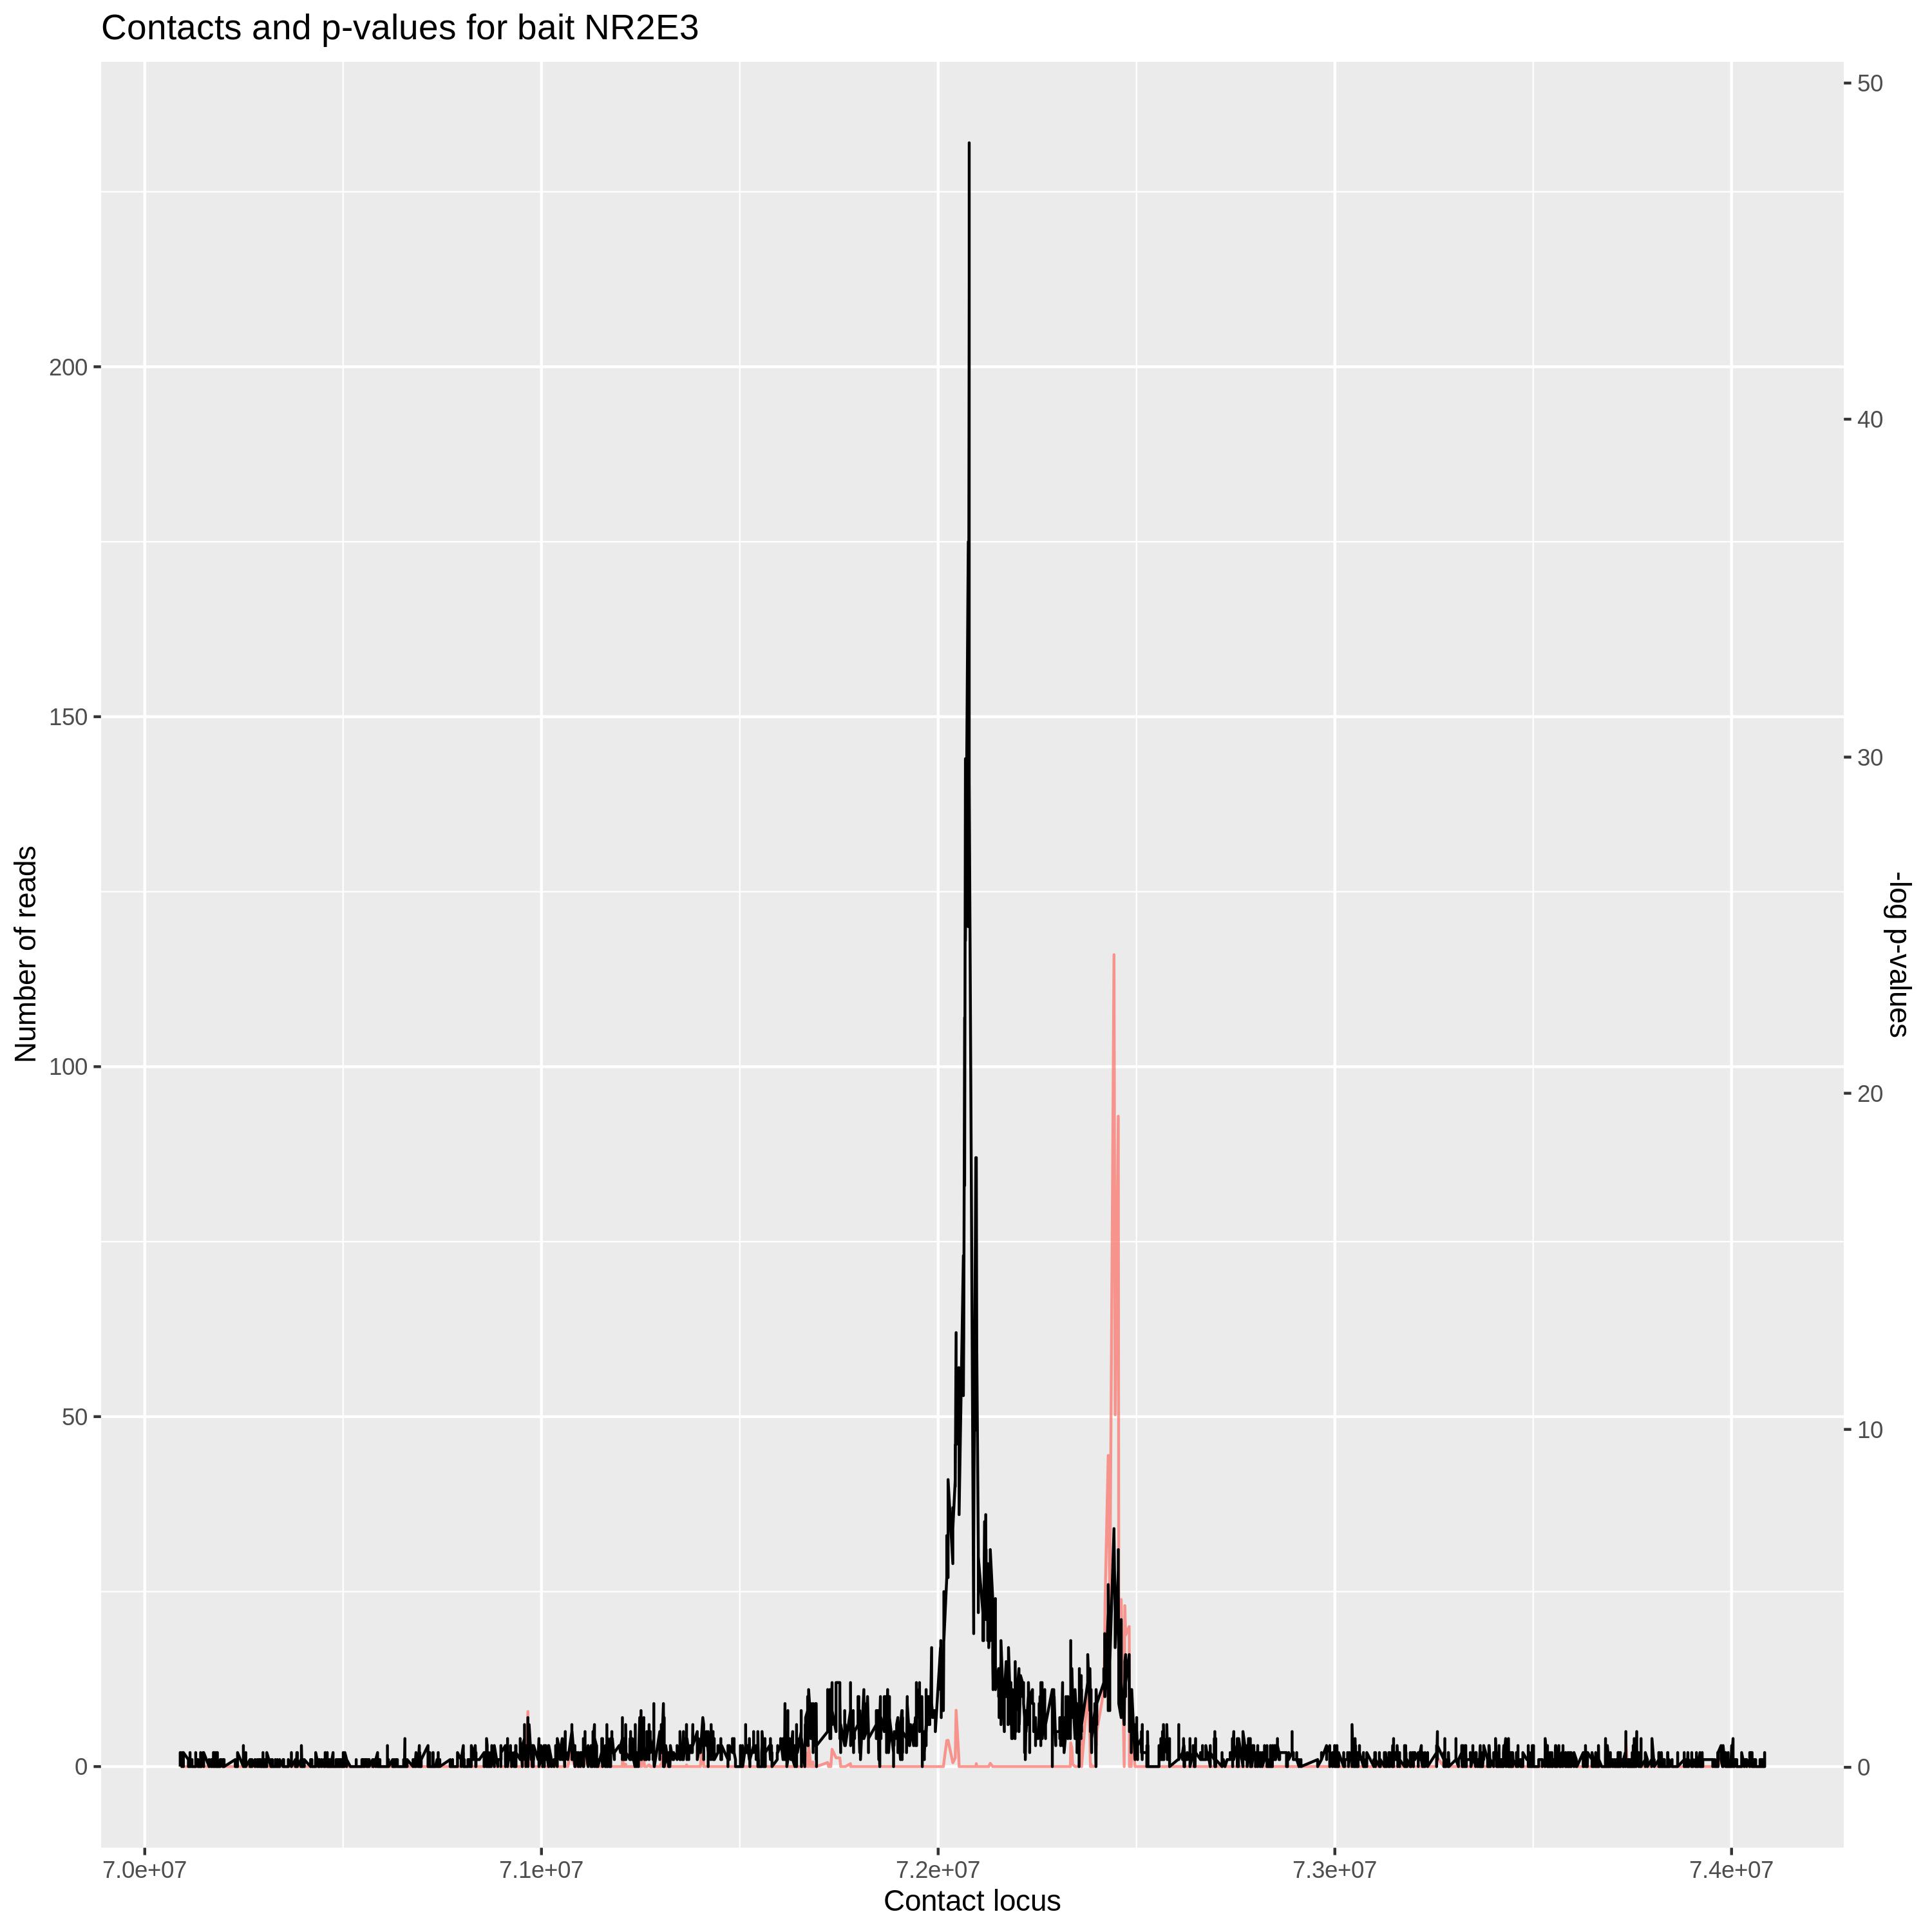 Contacts and p-values for bait NR2E3
Number of reads
200
150
100
50
0
50
40
30
20
10
0
-log p-values
7.0e+07 7.1e+07 7.2e+07 7.3e+07 7.4e+07
Contact locus